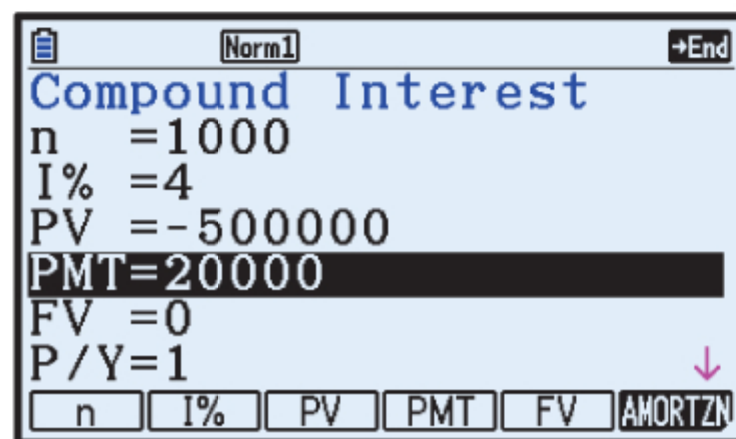 Norm1 →End
Compound Interest
n =1000
I% =4
PV =-500000
PMT=20000
FV =0
P/Y=1 ↓
n I% PV PMT FV AMORTZN